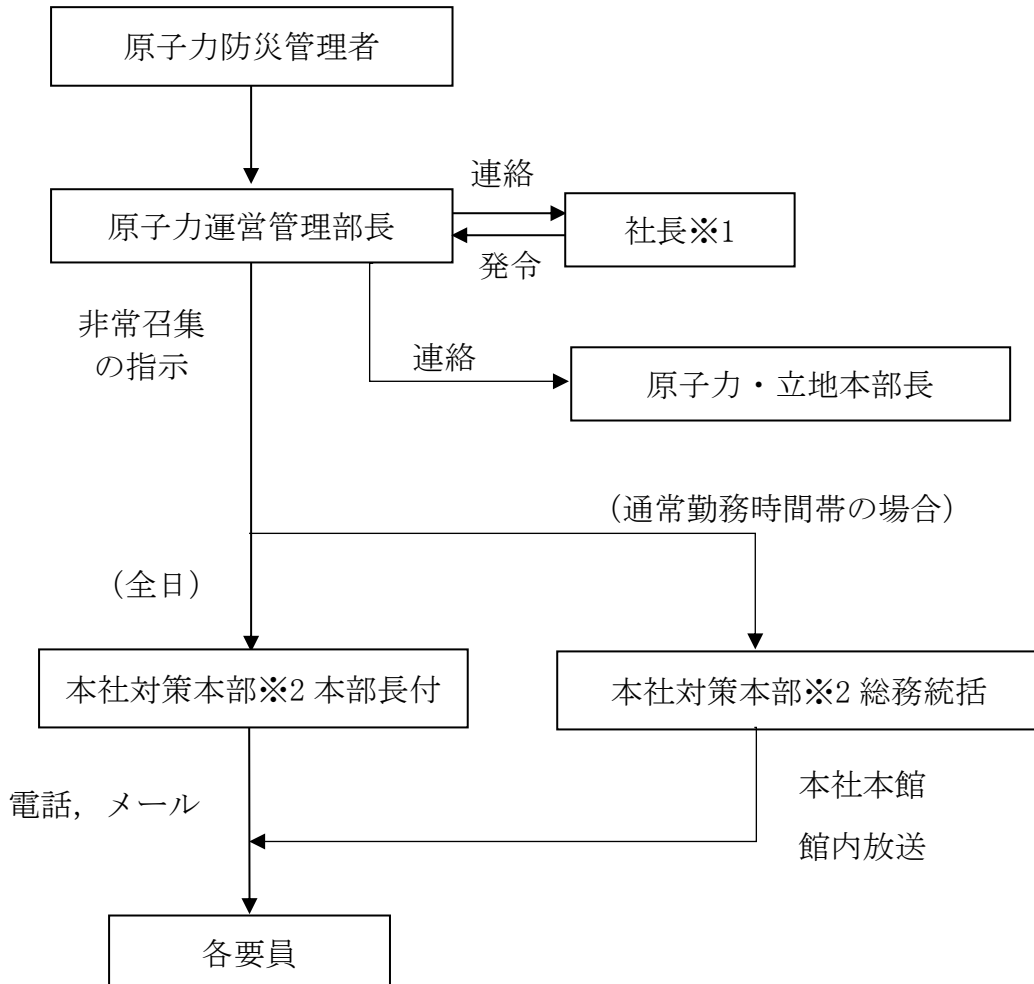 原子力防災管理者
連絡
原子力運営管理部長
社長※1
発令
非常召集
の指示
連絡
原子力・立地本部長
(通常勤務時間帯の場合)
(全日)
本社対策本部※2 本部長付
本社対策本部※2 総務統括
電話，メール
本社本館
館内放送
各要員